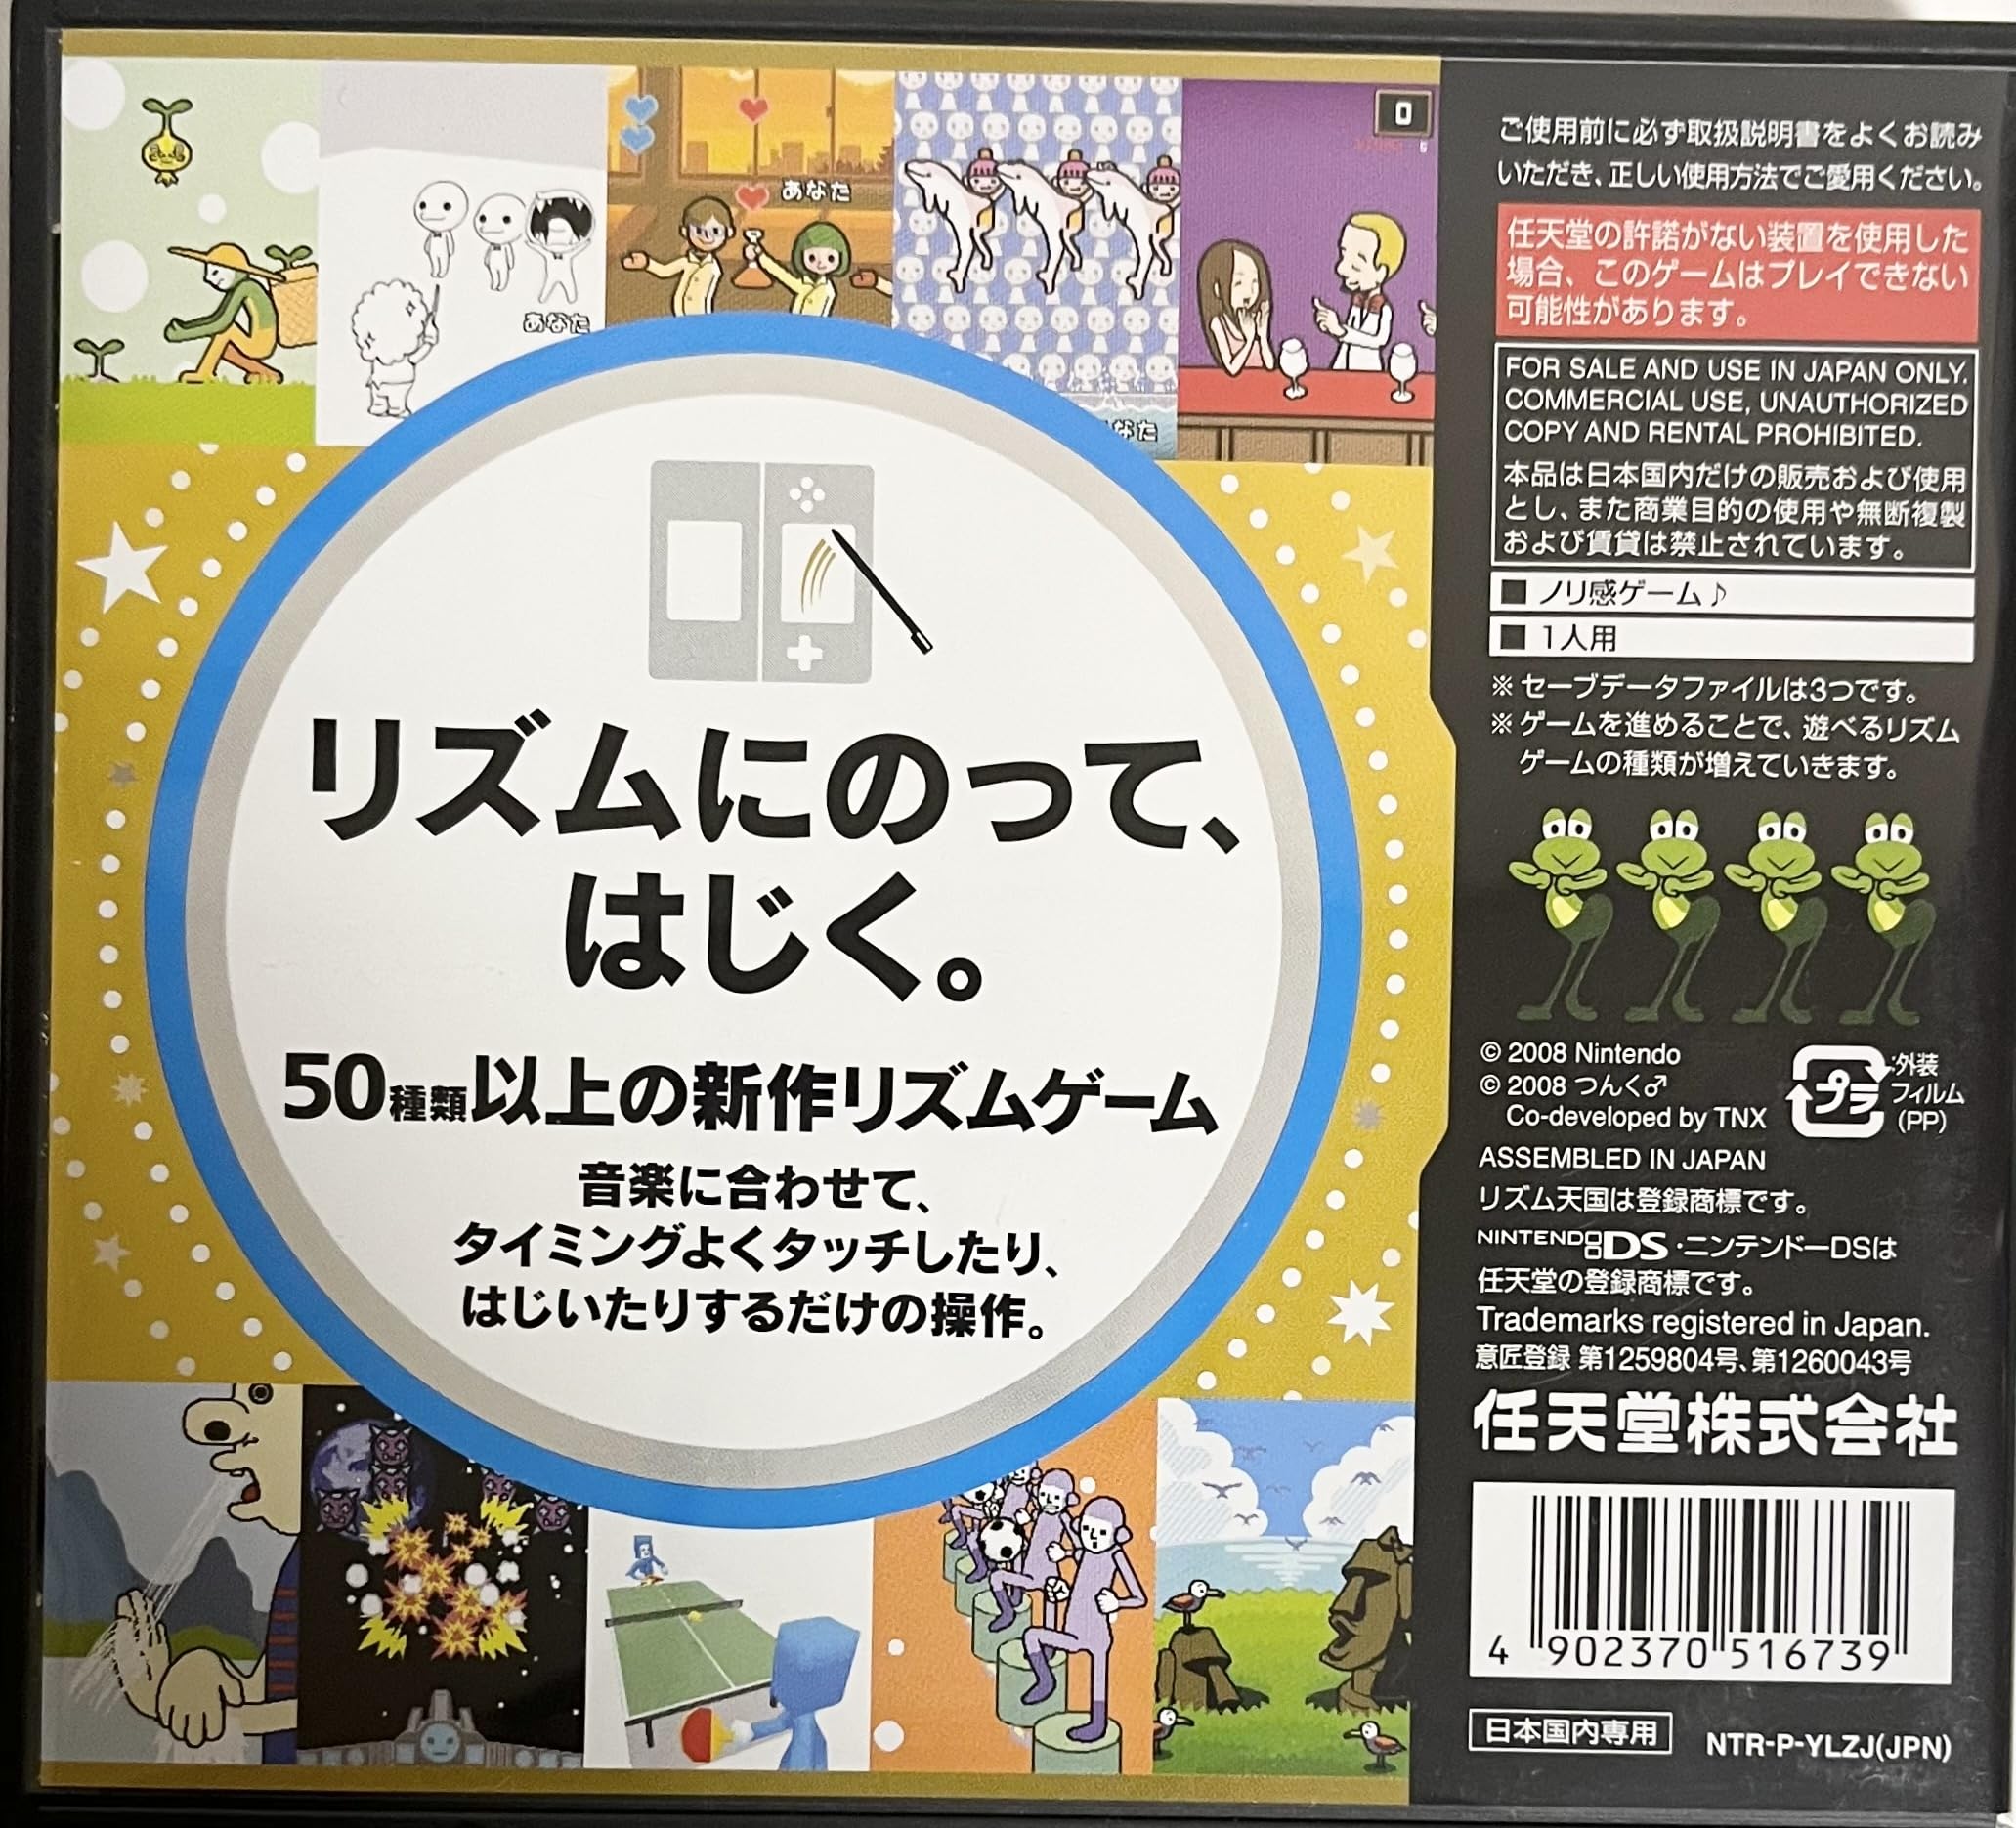 あなた
あなた
なた
0
リズムにのって、
はじく。
50種類以上の新作リズムゲーム
音楽に合わせて、
タイミングよくタッチしたり、
はじいたりするだけの操作。
ご使用前に必ず取扱説明書をよくお読み
いただき、正しい使用方法でご愛用ください。
任天堂の許諾がない装置を使用した
場合、このゲームはプレイできない
可能性があります。
FOR SALE AND USE IN JAPAN ONLY.
COMMERCIAL USE, UNAUTHORIZED
COPY AND RENTAL PROHIBITED.
本品は日本国内だけの販売および使用
とし、また商業目的の使用や無断複製
および賃貸は禁止されています。
■ ノリ感ゲーム♪
■ 1人用
※ セーブデータファイルは3つです。
※ ゲームを進めることで、遊べるリズム
ゲームの種類が増えていきます。
© 2008 Nintendo
© 2008 つんく♂
Co-developed by TNX
プラ
:外装
フィルム
(PP)
ASSEMBLED IN JAPAN
リズム天国は登録商標です。
NINTENDO DS・ニンテンドーDSは
任天堂の登録商標です。
Trademarks registered in Japan.
意匠登録 第1259804号、第1260043号
任天堂株式会社
4 902370 516739
日本国内専用
NTR-P-YLZJ(JPN)